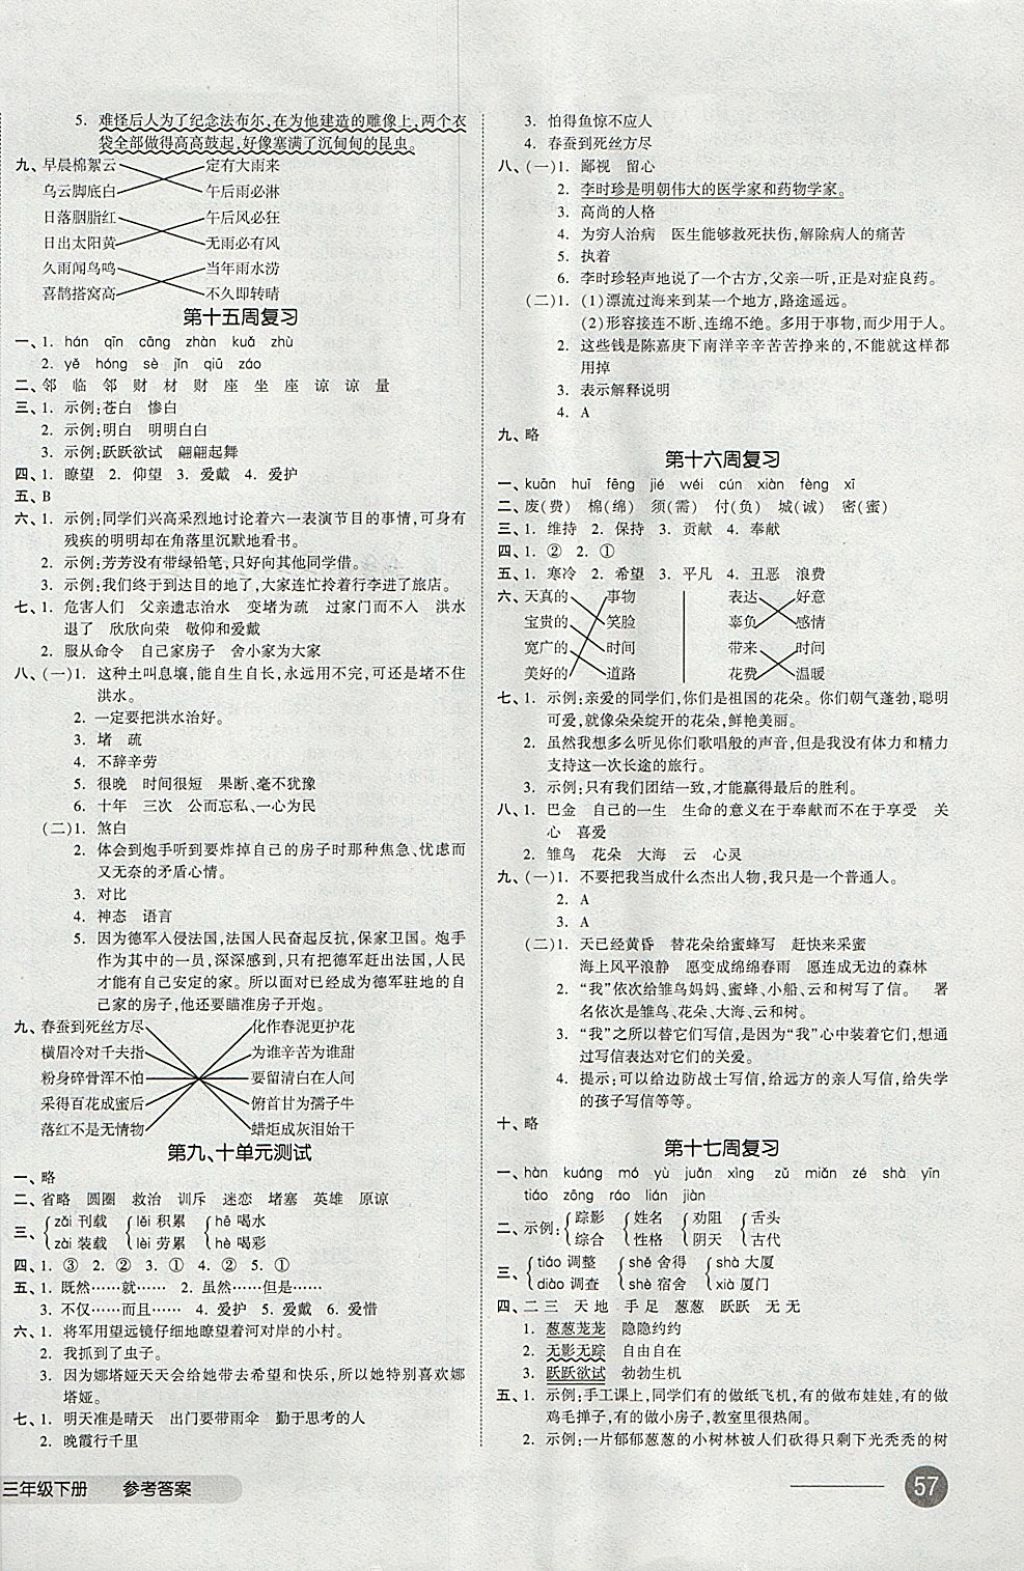 5. 难怪后人为了纪念法布尔,在为他建造的雕像上,两个衣
袋全部做得高高鼓起,好像塞满了沉甸甸的昆虫。
九、早晨棉絮云 定有大雨来
乌云脚底白 午后雨必淋
日落胭脂红 午后风必狂
日出太阳黄 无雨必有风
久雨闻鸟鸣 当年雨水涝
喜鹊搭窝高 不久即转晴
第十五周复习
一、1. hán qīn cāng zhàn kuǎ zhù
2. yě hóng sè jǐn qiū záo
二、邻 临 邻 财 材 财 座 坐 座 谅 谅 量
三、1. 示例:苍白 惨白
2. 示例:明白 明明白白
3. 示例:跃跃欲试 翩翩起舞
四、1. 瞭望 2. 仰望 3. 爱戴 4. 爱护
五、B
六、1. 示例:同学们兴高采烈地讨论着六一表演节目的事情,可身有
残疾的明明却在角落里沉默地看书。
2. 示例:芳芳没有带绿铅笔,只好向其他同学借。
3. 示例:我们终于到达目的地了,大家连忙拎着行李进了旅店。
七、1. 危害人们 父亲遗志治水 变堵为疏 过家门而不入 洪水
退了 欣欣向荣 敬仰和爱戴
2. 服从命令 自己家房子 舍小家为大家
八、(一)1. 这种土叫息壤,能自生自长,永远用不完,可还是堵不住
洪水。
2. 一定要把洪水治好。
3. 堵 疏
4. 不辞辛劳
5. 很晚 时间很短 果断、毫不犹豫
6. 十年 三次 公而忘私、一心为民
(二)1. 煞白
2. 体会到炮手听到要炸掉自己的房子时那种焦急、忧虑而
又无奈的矛盾心情。
3. 对比
4. 神态 语言
5. 因为德军入侵法国,法国人民奋起反抗,保家卫国。炮手
作为其中的一员,深深感到,只有把德军赶出法国,人民
才能有自己安定的家。所以面对已经成为德军驻地的自
己家的房子,他还要瞄准房子开炮。
九、春蚕到死丝方尽 化作春泥更护花
横眉冷对千夫指 为谁辛苦为谁甜
粉身碎骨浑不怕 要留清白在人间
采得百花成蜜后 俯首甘为孺子牛
落红不是无情物 蜡炬成灰泪始干
第九、十单元测试
一、略
二、省略 圆圈 救治 训斥 迷恋 堵塞 英雄 原谅
三、{zǎi 刊载 {lěi 积累 {hē 喝水
zài 装载 lèi 劳累 hè 喝彩
四、1. ③ 2. ② 3. ① 4. ② 5. ①
五、1. 既然……就…… 2. 虽然……但是……
3. 不仅……而且…… 4. 爱护 5. 爱戴 6. 爱惜
六、1. 将军用望远镜仔细地瞭望着河对岸的小村。
2. 我抓到了虫子。
3. 因为娜塔娅天天会给她带去希望和快乐,所以她特别喜欢娜
塔娅。
七、1. 明天准是晴天 出门要带雨伞 勤于思考的人
2. 晚霞行千里
3. 怕得鱼惊不应人
4. 春蚕到死丝方尽
八、(一)1. 鄙视 留心
2. 李时珍是明朝伟大的医学家和药物学家。
3. 高尚的人格
4. 为穷人治病 医生能够救死扶伤,解除病人的痛苦
5. 执着
6. 李时珍轻声地说了一个古方,父亲一听,正是对症良药。
(二)1. (1)漂流过海来到某一个地方,路途遥远。
(2)形容接连不断、连绵不绝。多用于事物,而少用于人。
2. 这些钱是陈嘉庚下南洋辛辛苦苦挣来的,不能就这样都
用掉
3. 表示解释说明
4. A
九、略
第十六周复习
一、kuān huī fēng jié wéi cún xiàn fèng xī
二、废(费) 棉(绵) 须(需) 付(负) 城(诚) 密(蜜)
三、1. 维持 2. 保持 3. 贡献 4. 奉献
四、1. ② 2. ①
五、1. 寒冷 2. 希望 3. 平凡 4. 丑恶 浪费
六、天真的 事物 表达 好意
宝贵的 笑脸 辜负 感情
宽广的 时间 带来 时间
美好的 道路 花费 温暖
七、1. 示例:亲爱的同学们,你们是祖国的花朵。你们朝气蓬勃,聪明
可爱,就像朵朵绽开的花朵,鲜艳美丽。
2. 虽然我想多么听见你们歌唱般的声音,但是我没有体力和精力
支持这一次长途的旅行。
3. 示例:只有我们团结一致,才能赢得最后的胜利。
八、1. 巴金 自己的一生 生命的意义在于奉献而不在于享受 关
心 喜爱
2. 雏鸟 花朵 大海 云 心灵
九、(一)1. 不要把我当成什么杰出人物,我只是一个普通人。
2. A
3. A
(二)1. 天已经黄昏 替花朵给蜜蜂写 赶快来采蜜
海上风平浪静 愿变成绵绵春雨 愿成无边的森林
2. “我”依次给雏鸟妈妈、蜜蜂、小船、云和树写了信。 署
名依次是雏鸟、花朵、大海、云和树。
3. “我”之所以替它们写信,是因为“我”心中装着它们,想通
过写信表达对它们的关爱。
4. 提示:可以给边防战士写信,给远方的亲人写信,给失学
的孩子写信等等。
十、略
第十七周复习
一、hàn kuáng mó yù juǎn xìng zǔ miǎn zé shà yīn
tiáo zōng ráo lián jiàn
二、示例:{踪影 {姓名 {劝阻 {舌头
综合 性格 阴天 古代
三、{tiáo 调整 {shě 舍得 {shà 大厦
diào 调查 shè 宿舍 xià 厦门
四、二 三 天 地 手 足 葱葱 跃跃 无 无
1. 葱葱茏茏 隐隐约约
2. 无影无踪 自由自在
3. 跃跃欲试 勃勃生机
五、1. 示例:手工课上,同学们有的做纸飞机,有的做布娃娃,有的做
鸡毛掸子,有的做小房子,教室里很热闹。
2. 示例:一片郁郁葱葱的小树林被人们砍得只剩下光秃秃的树
三年级下册 参考答案
57